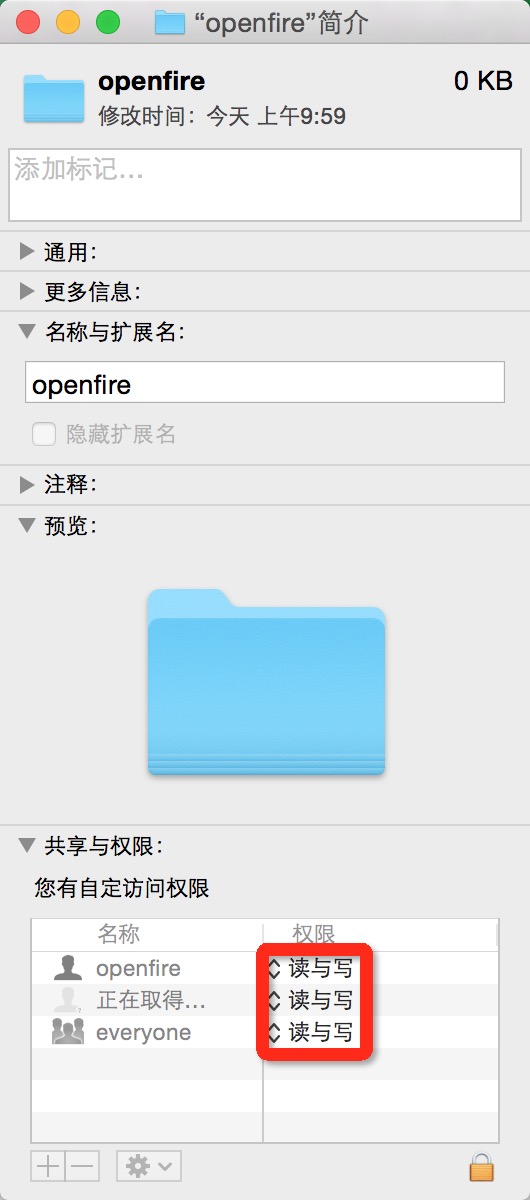 “openfire”简介
openfire 0 KB
修改时间：今天 上午9:59
添加标记…
通用：
更多信息：
名称与扩展名：
openfire
隐藏扩展名
注释：
预览：
共享与权限：
您有自定访问权限
名称 权限
openfire 读与写
正在取得… 读与写
everyone 读与写